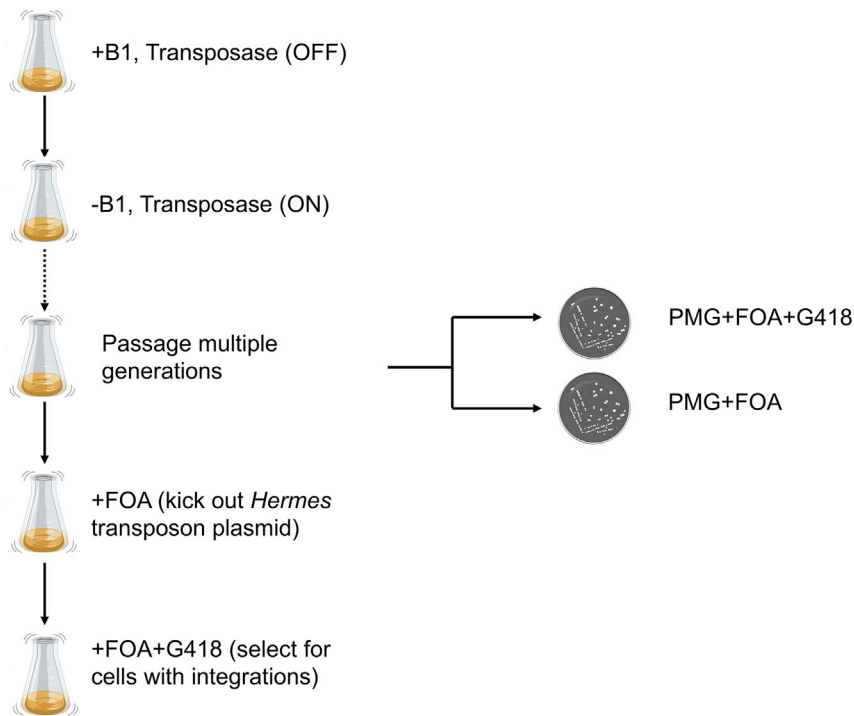 +B1, Transposase (OFF)
-B1, Transposase (ON)
Passage multiple
generations
PMG+FOA+G418
PMG+FOA
+FOA (kick out Hermes
transposon plasmid)
+FOA+G418 (select for
cells with integrations)